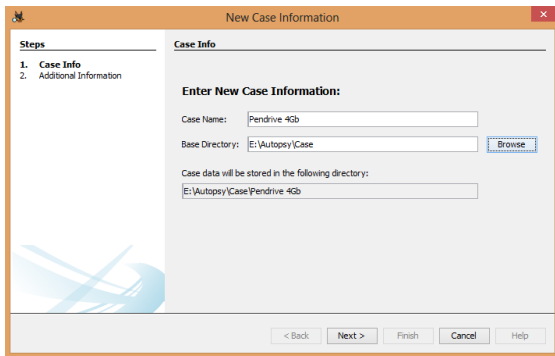 New Case Information
Steps
1. Case Info
2. Additional Information
Case Info
Enter New Case Information:
Case Name: Pendrive 4Gb
Base Directory: E:\Autopsy\Case Browse
Case data will be stored in the following directory:
E:\Autopsy\Case\Pendrive 4Gb
< Back Next > Finish Cancel Help